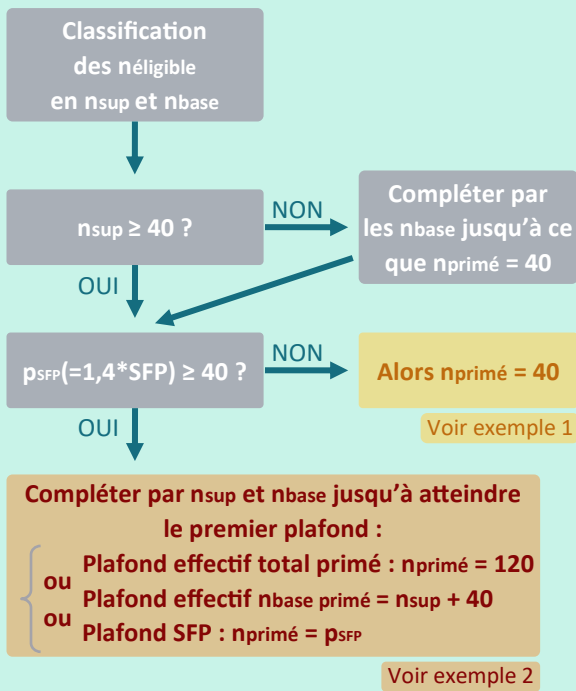 Classification
des néligible
en nsup et nbase
nsup ≥ 40 ?
NON
Compléter par
les nbase jusqu’à ce
que nprimé = 40
OUI
pSFP(=1,4*SFP) ≥ 40 ?
NON
Alors nprimé = 40
Voir exemple 1
OUI
Compléter par nsup et nbase jusqu’à atteindre
le premier plafond :
Plafond effectif total primé : nprimé = 120
ou
Plafond effectif nbase primé = nsup + 40
ou
Plafond SFP : nprimé = pSFP
Voir exemple 2